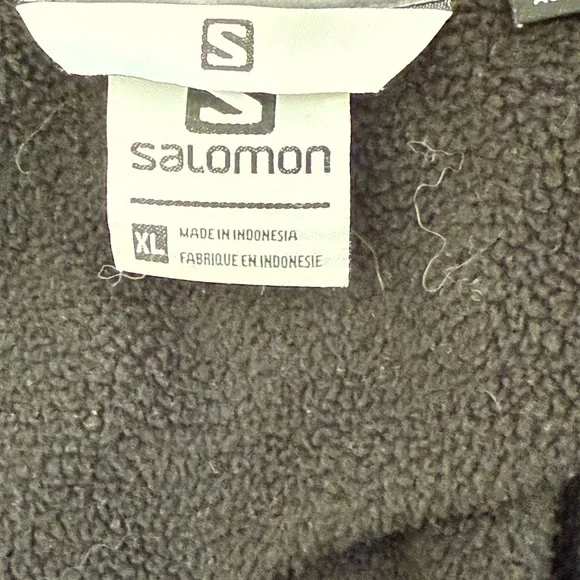 S
S
salomon
XL MADE IN INDONESIA
FABRIQUE EN INDONESIE